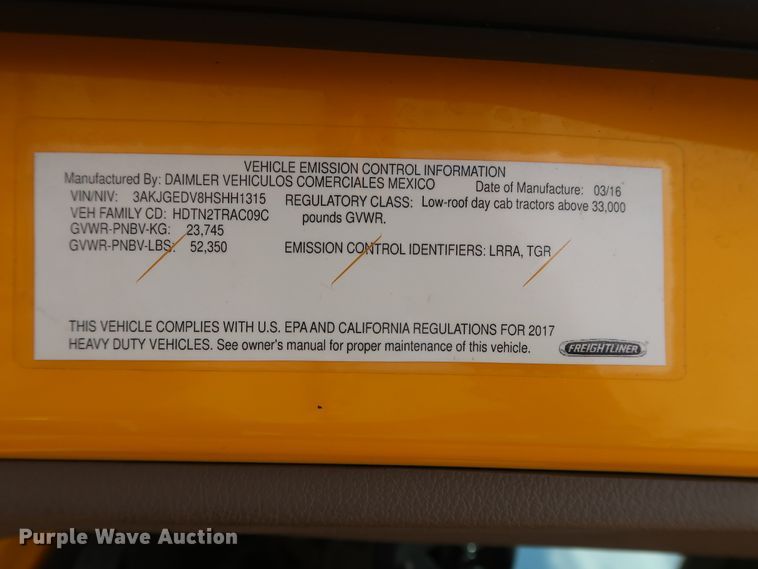 VEHICLE EMISSION CONTROL INFORMATION
Manufactured By: DAIMLER VEHICULOS COMERCIALES MEXICO Date of Manufacture: 03/16
VIN/NIV: 3AKJGEDV8HSHH1315 REGULATORY CLASS: Low-roof day cab tractors above 33,000
VEH FAMILY CD: HDTN2TRAC09C pounds GVWR.
GVWR-PNBV-KG: 23,745
GVWR-PNBV-LBS: 52,350 EMISSION CONTROL IDENTIFIERS: LRRA, TGR
THIS VEHICLE COMPLIES WITH U.S. EPA AND CALIFORNIA REGULATIONS FOR 2017
HEAVY DUTY VEHICLES. See owner's manual for proper maintenance of this vehicle. FREIGHTLINER
Purple Wave Auction